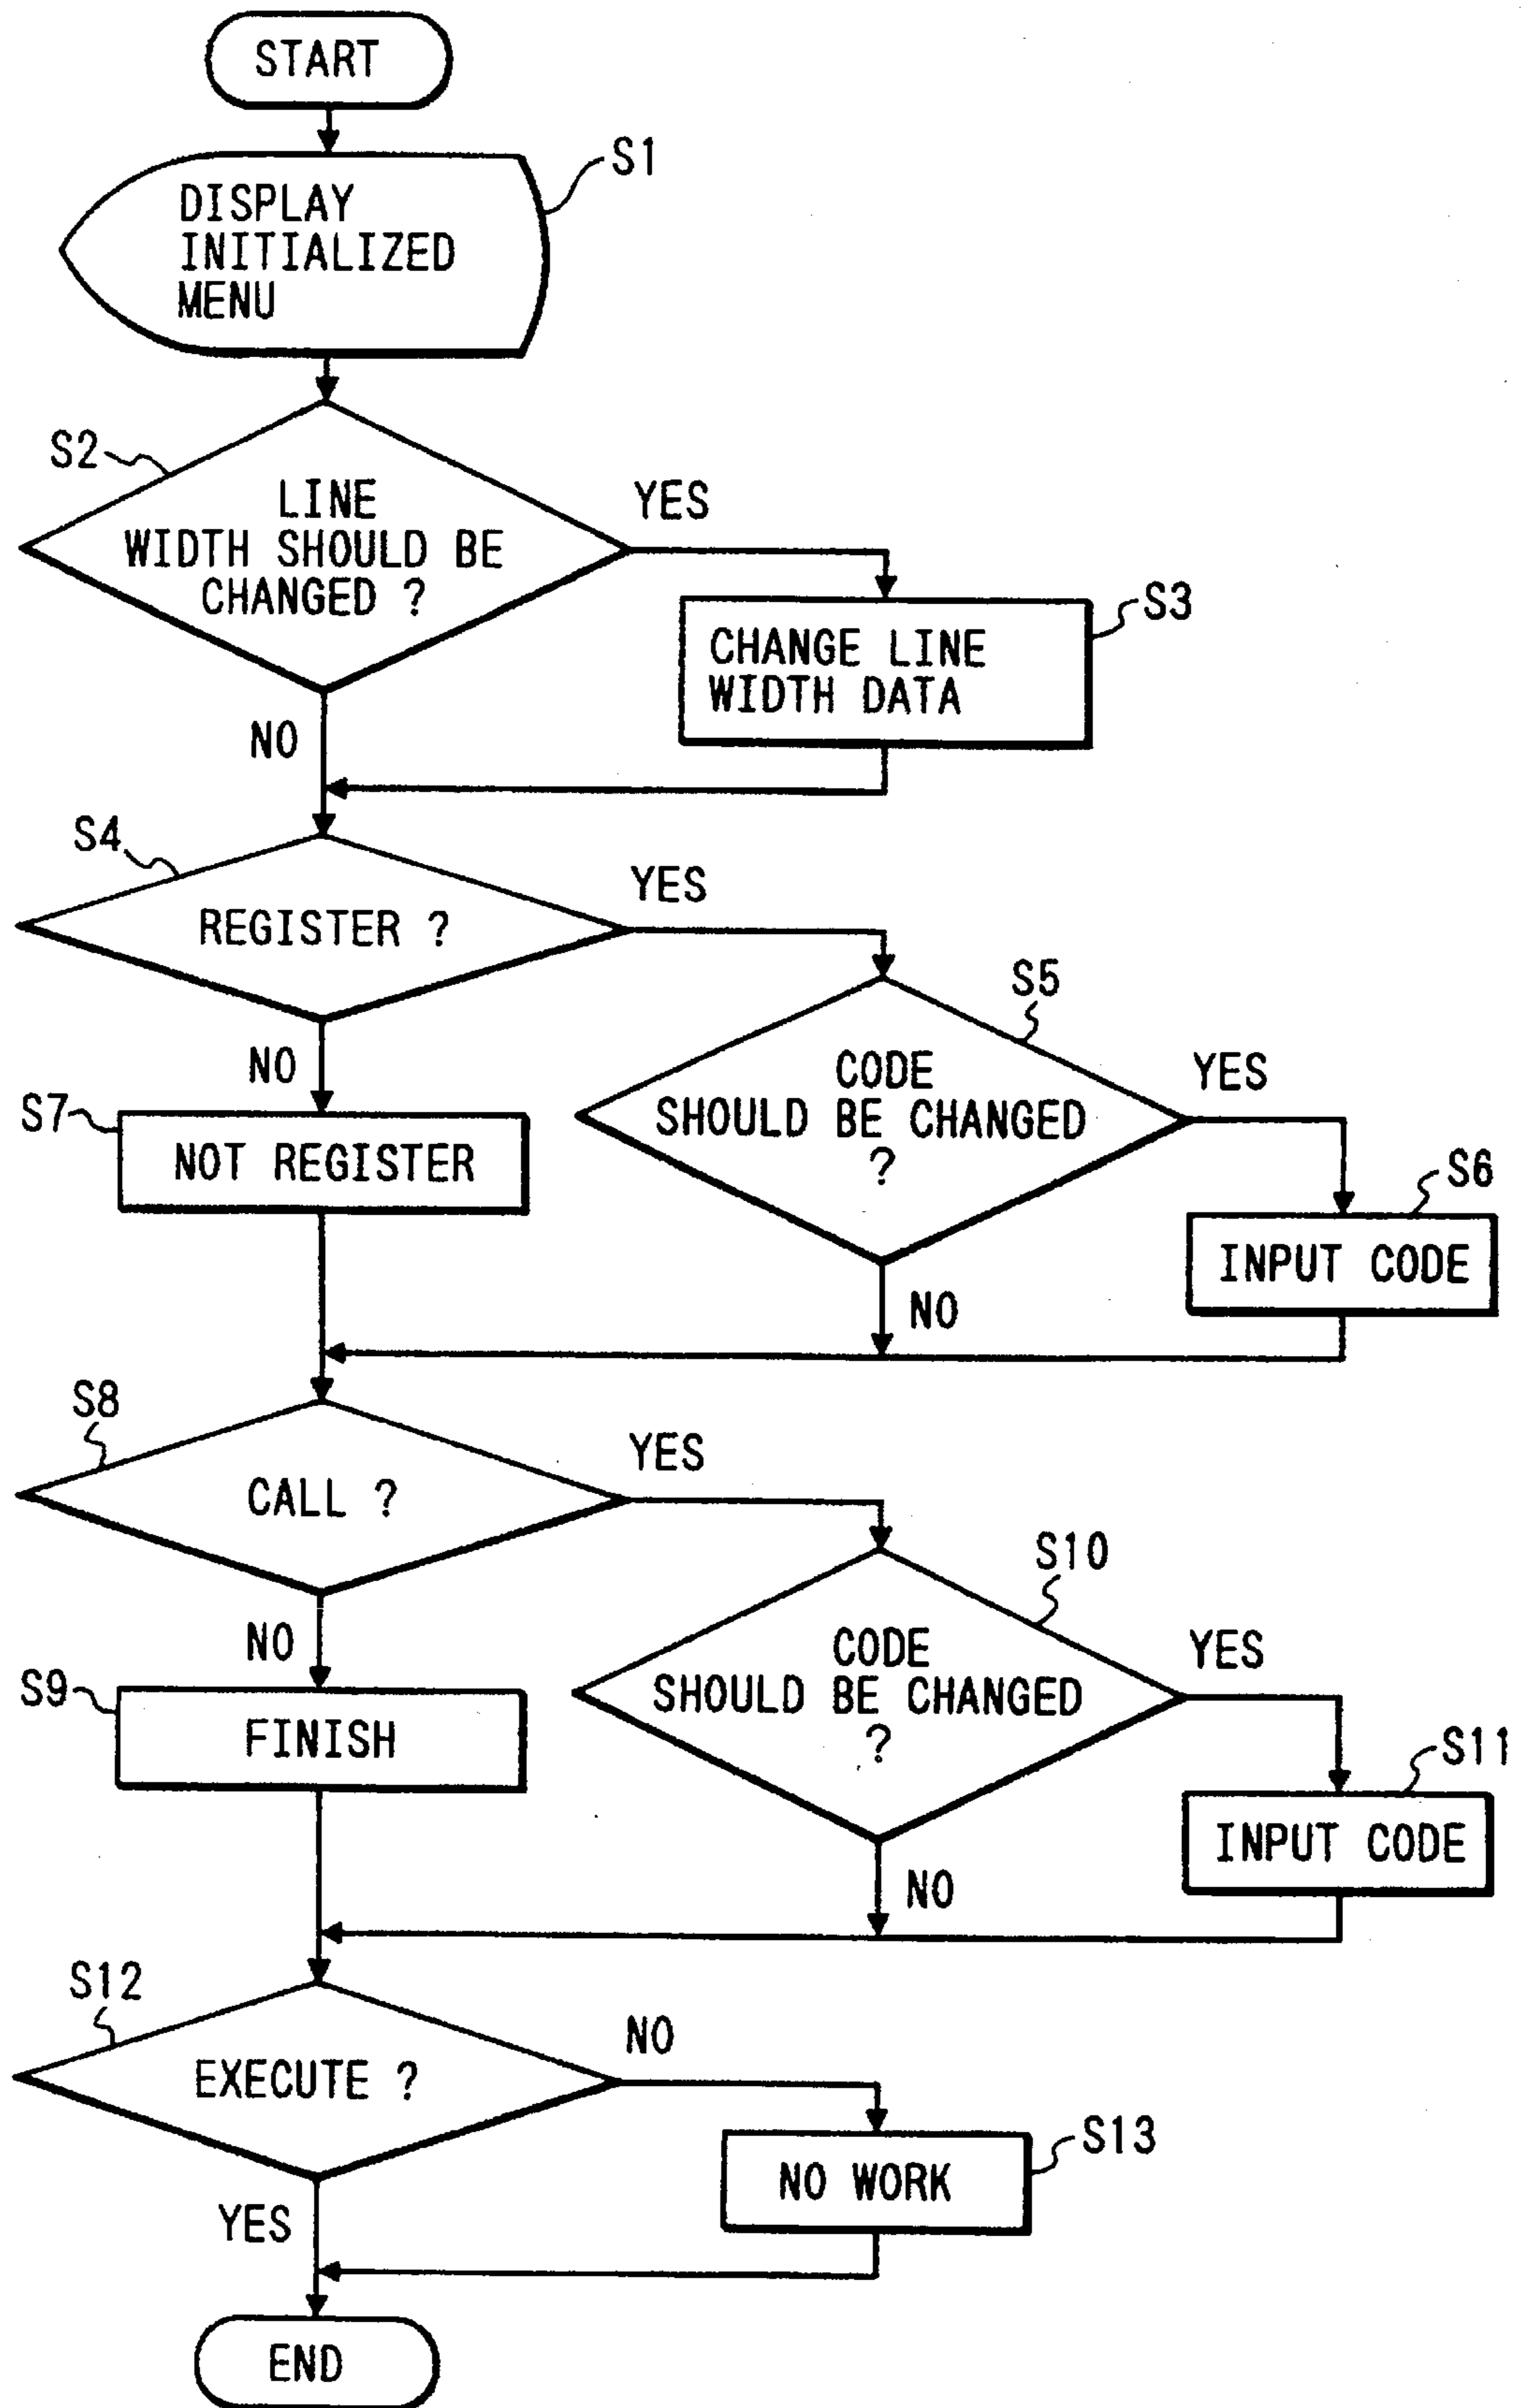 START
S1
DISPLAY
INITIALIZED
MENU
S2
LINE
WIDTH SHOULD BE
CHANGED ?
YES
NO
S3
CHANGE LINE
WIDTH DATA
S4
REGISTER ?
YES
NO
S5
CODE
SHOULD BE CHANGED
?
YES
NO
S6
INPUT CODE
S7
NOT REGISTER
S8
CALL ?
YES
NO
S9
FINISH
S10
CODE
SHOULD BE CHANGED
?
YES
NO
S11
INPUT CODE
S12
EXECUTE ?
NO
YES
S13
NO WORK
END